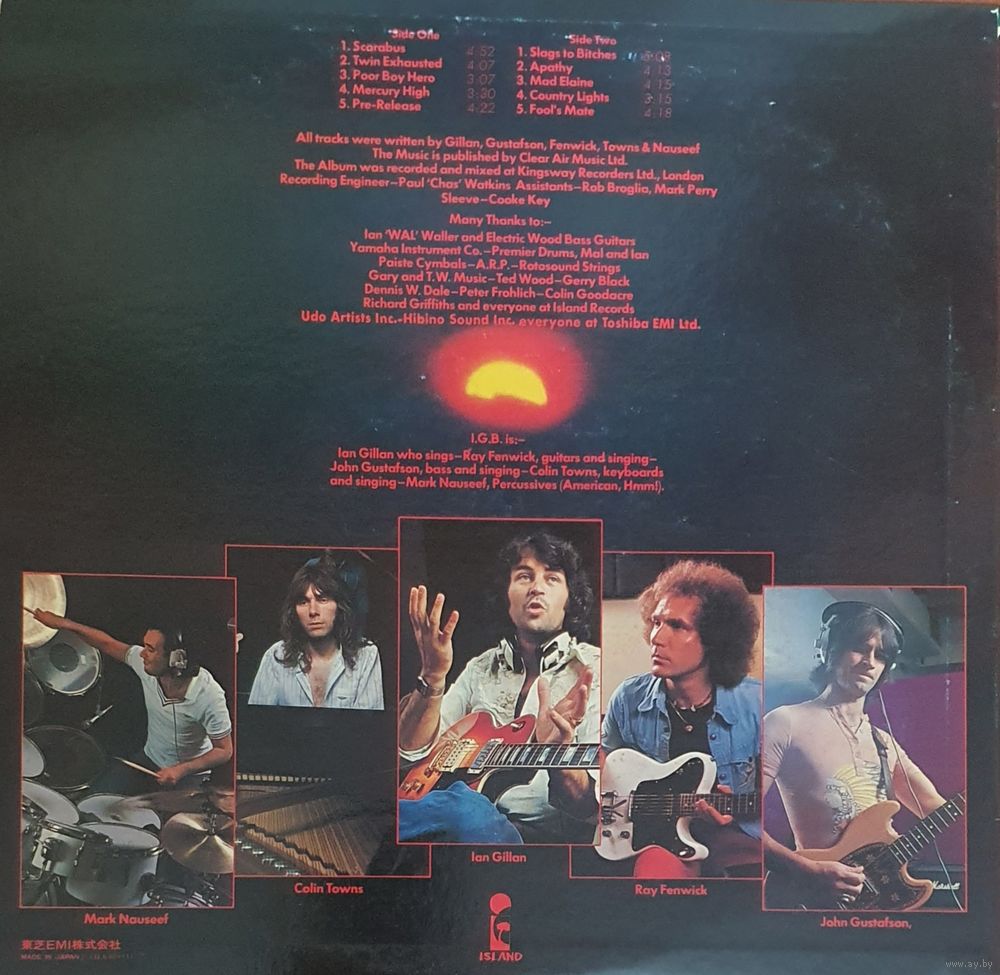 Side One
1. Scarabus 4:52
2. Twin Exhausted 4:07
3. Poor Boy Hero 3:07
4. Mercury High 3:30
5. Pre-Release 4:22
Side Two
1. Slags to Bitches 5:09
2. Apathy 4:13
3. Mad Elaine 4:15
4. Country Lights 3:15
5. Fool's Mate 4:18
All tracks were written by Gillan, Gustafson, Fenwick, Towns & Nauseef
The Music is published by Clear Air Music Ltd.
The Album was recorded and mixed at Kingsway Recorders Ltd., London
Recording Engineer–Paul 'Chas' Watkins Assistants–Rob Broglia, Mark Perry
Sleeve–Cooke Key
Many Thanks to:–
Ian 'WAL' Waller and Electric Wood Bass Guitars
Yamaha Instrument Co.–Premier Drums, Mal and Ian
Paiste Cymbals–A.R.P.–Rotosound Strings
Gary and T.W. Music–Ted Wood–Gerry Black
Dennis W. Dale–Peter Frohlich–Colin Goodacre
Richard Griffiths and everyone at Island Records
Udo Artists Inc.-Hibino Sound Inc. everyone at Toshiba EMI Ltd.
I.G.B. is:–
Ian Gillan who sings–Ray Fenwick, guitars and singing–
John Gustafson, bass and singing–Colin Towns, keyboards
and singing–Mark Nauseef, Percussives (American, Hmm!).
Marshall
Ian Gillan
Colin Towns
Ray Fenwick
Mark Nauseef
John Gustafson,
東芝EMI株式会社
MADE IN JAPAN
ISLAND
www.ay.by